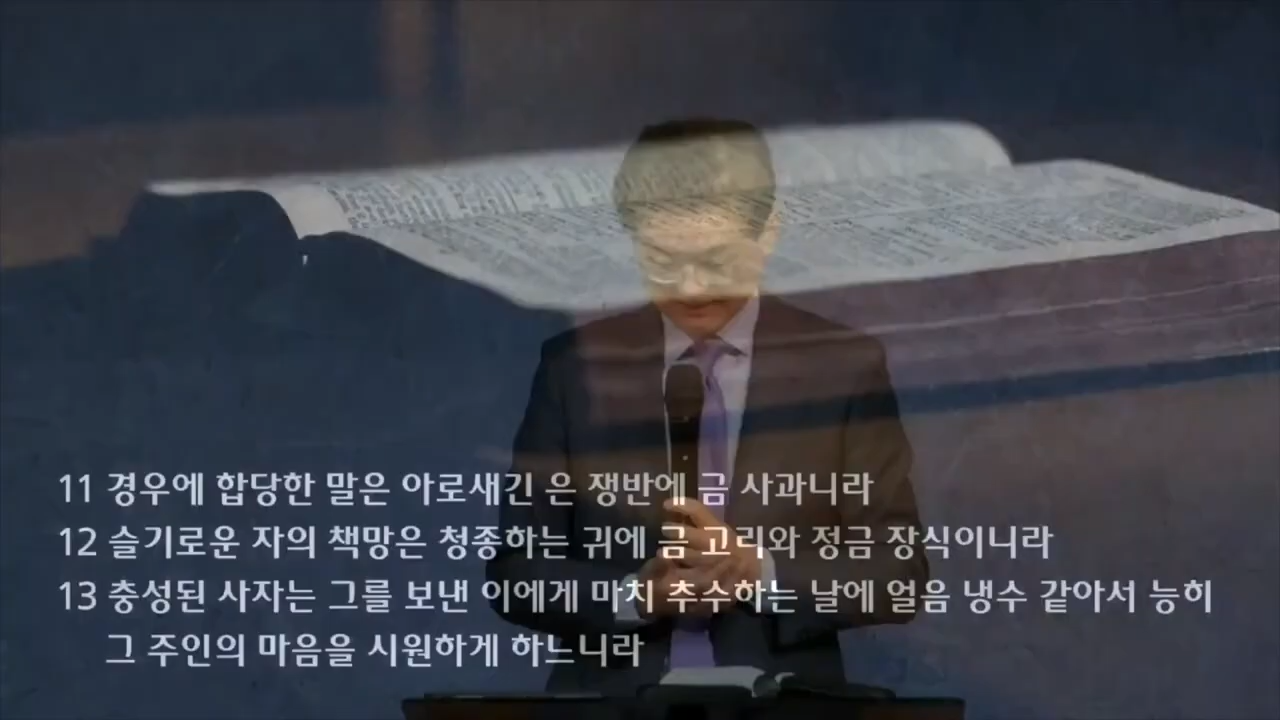 11 경우에 합당한 말은 아로새긴 은 쟁반에 금 사과니라
12 슬기로운 자의 책망은 청종하는 귀에 금 고리와 정금 장식이니라
13 충성된 사자는 그를 보낸 이에게 마치 추수하는 날에 얼음 냉수 같아서 능히
그 주인의 마음을 시원하게 하느니라